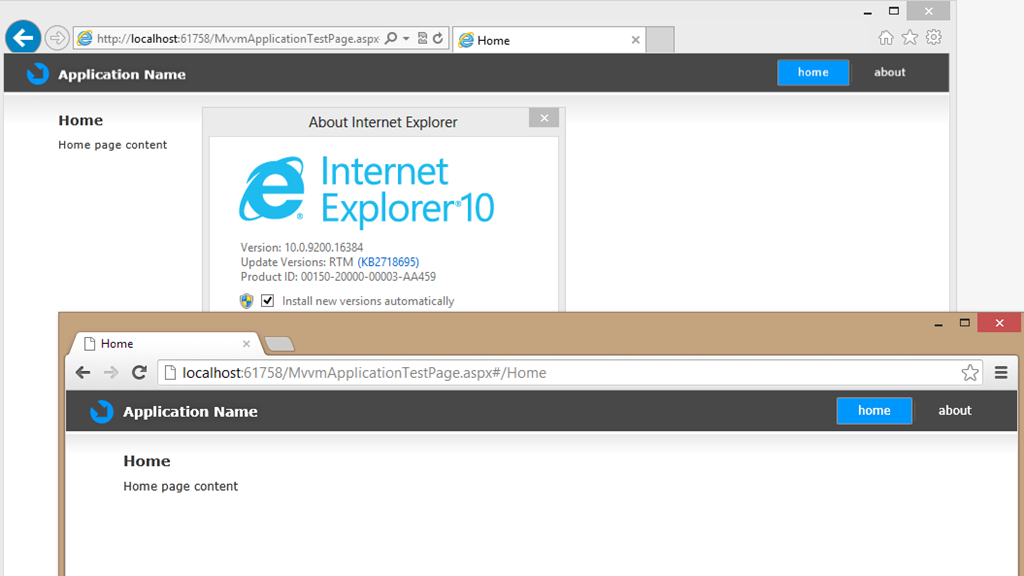 http://localhost:61758/MvvmApplicationTestPage.aspx
Home
Application Name
home
about
Home
Home page content
About Internet Explorer
Internet
Explorer®10
Version: 10.0.9200.16384
Update Versions: RTM (KB2718695)
Product ID: 00150-20000-00003-AA459
Install new versions automatically
Home
localhost:61758/MvvmApplicationTestPage.aspx#/Home
Application Name
home
about
Home
Home page content